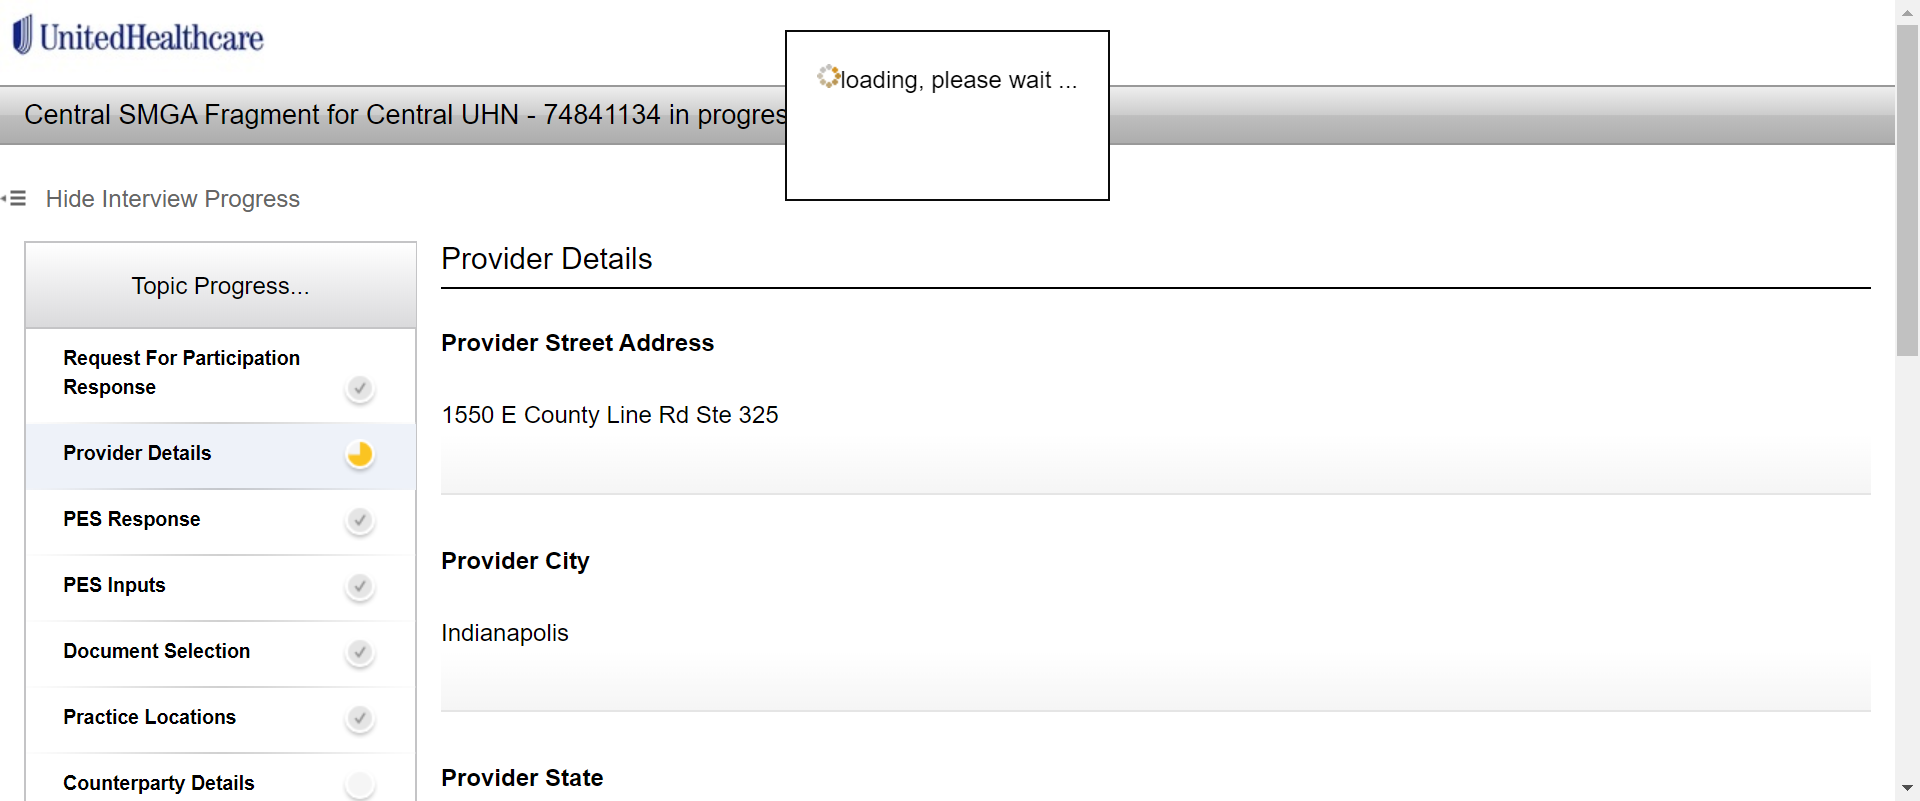 UnitedHealthcare
loading, please wait ...
Central SMGA Fragment for Central UHN - 74841134 in progres
Hide Interview Progress
Topic Progress...
Request For Participation
Response
Provider Details
PES Response
PES Inputs
Document Selection
Practice Locations
Counterparty Details
Provider Details
Provider Street Address
1550 E County Line Rd Ste 325
Provider City
Indianapolis
Provider State